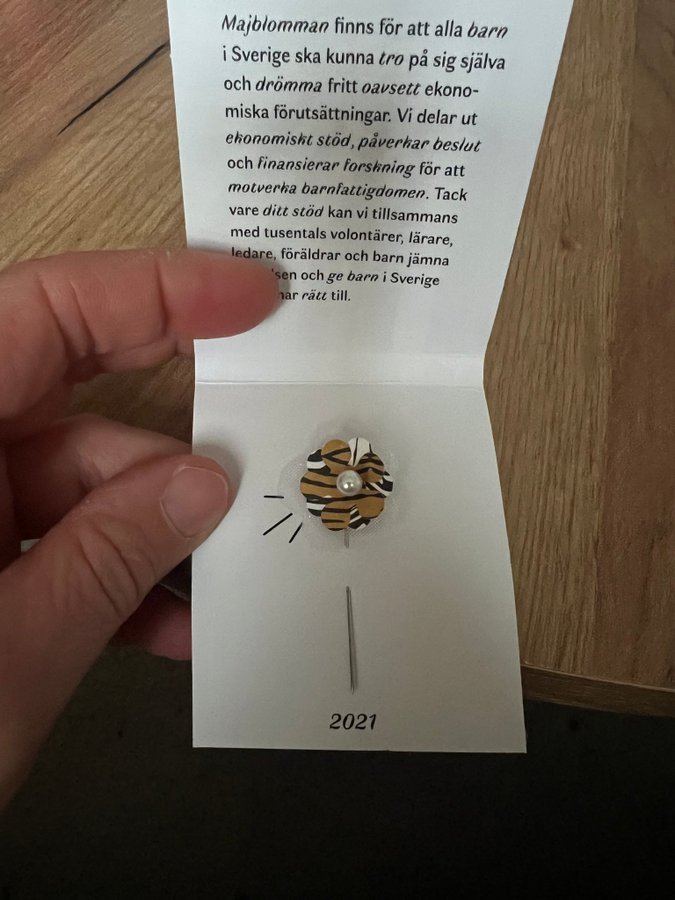 Majblomman finns för att alla barn
i Sverige ska kunna tro på sig själva
och drömma fritt oavsett ekono-
miska förutsättningar. Vi delar ut
ekonomiskt stöd, påverkar beslut
och finansierar forskning för att
motverka barnfattigdomen. Tack
vare ditt stöd kan vi tillsammans
med tusentals volontärer, lärare,
ledare, föräldrar och barn jämna
och ge barn i Sverige
rätt till.
2021